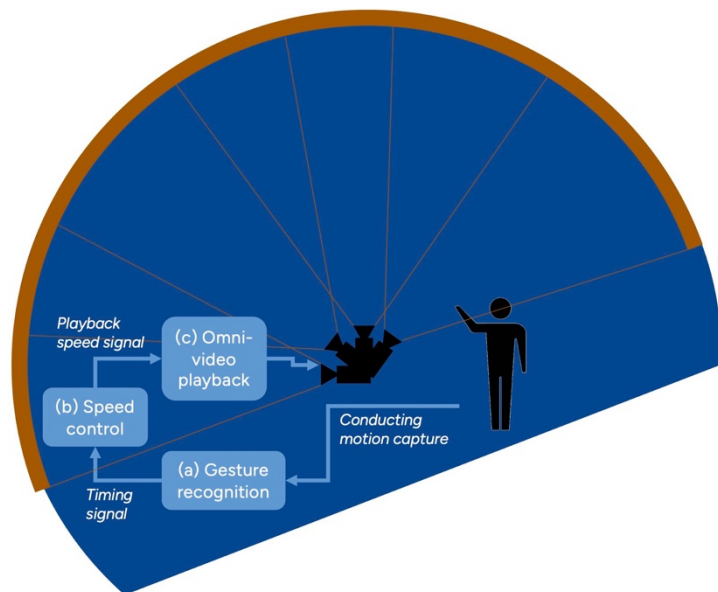 Playback
speed signal
(c) Omni-
video
playback
(b) Speed
control
Conducting
motion capture
(a) Gesture
recognition
Timing
signal